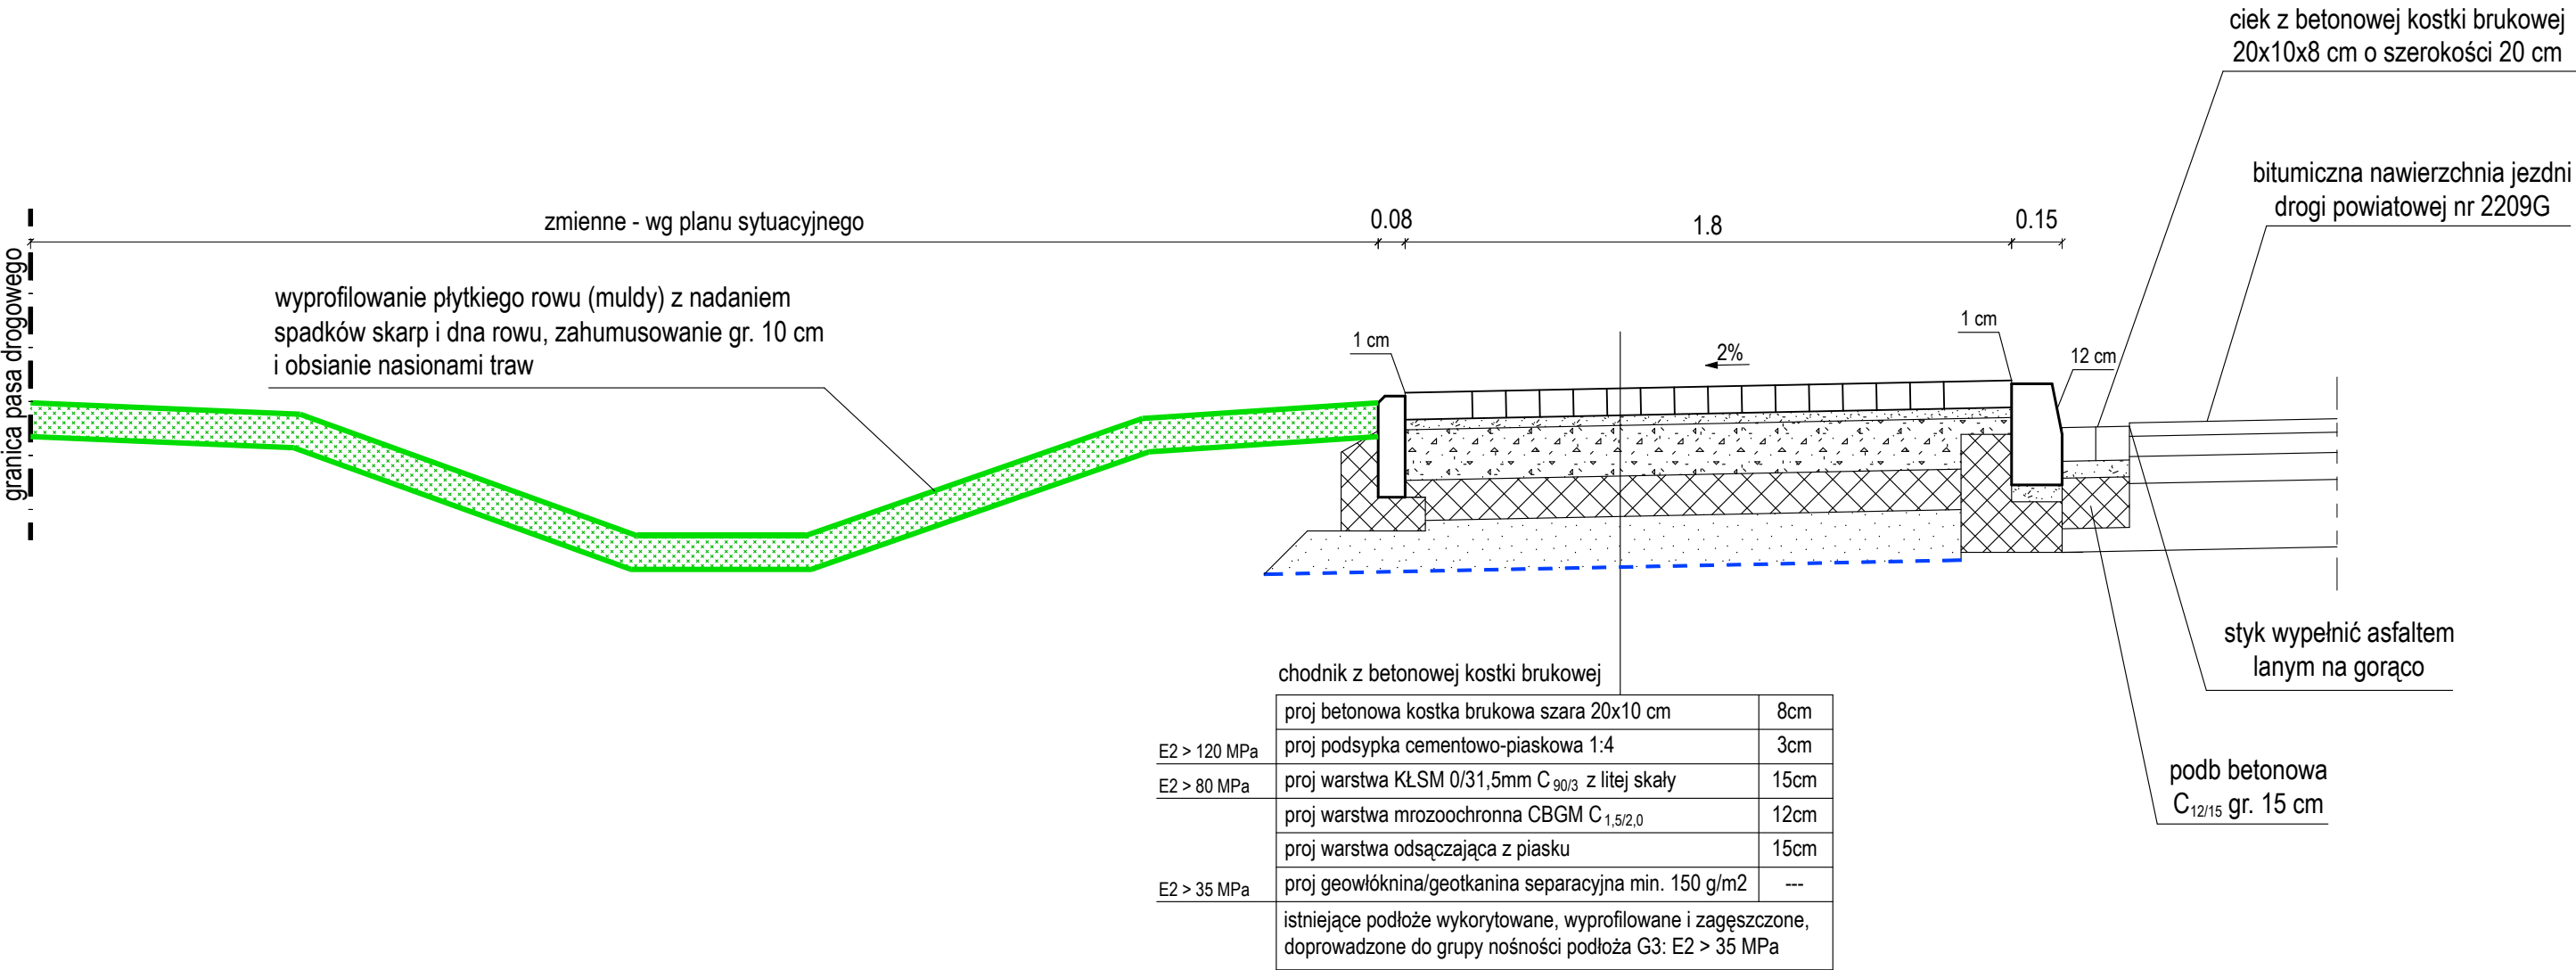 ciek z betonowej kostki brukowej
20x10x8 cm o szerokości 20 cm
bitumiczna nawierzchnia jezdni
drogi powiatowej nr 2209G
zmienne - wg planu sytuacyjnego
0.08
1.8
0.15
granica pasa drogowego
wyprofilowanie płytkiego rowu (muldy) z nadaniem
spadków skarp i dna rowu, zahumusowanie gr. 10 cm
i obsianie nasionami traw
1 cm
2%
1 cm
12 cm
styk wypełnić asfaltem
lanym na gorąco
podb betonowa
C12/15 gr. 15 cm
chodnik z betonowej kostki brukowej
proj betonowa kostka brukowa szara 20x10 cm 8cm
E2 > 120 MPa proj podsypka cementowo-piaskowa 1:4 3cm
E2 > 80 MPa proj warstwa KŁSM 0/31,5mm C90/3 z litej skały 15cm
proj warstwa mrozoochronna CBGM C1,5/2,0 12cm
proj warstwa odsączająca z piasku 15cm
E2 > 35 MPa proj geowłóknina/geotkanina separacyjna min. 150 g/m2 ---
istniejące podłoże wykorytowane, wyprofilowane i zagęszczone,
doprowadzone do grupy nośności podłoża G3: E2 > 35 MPa